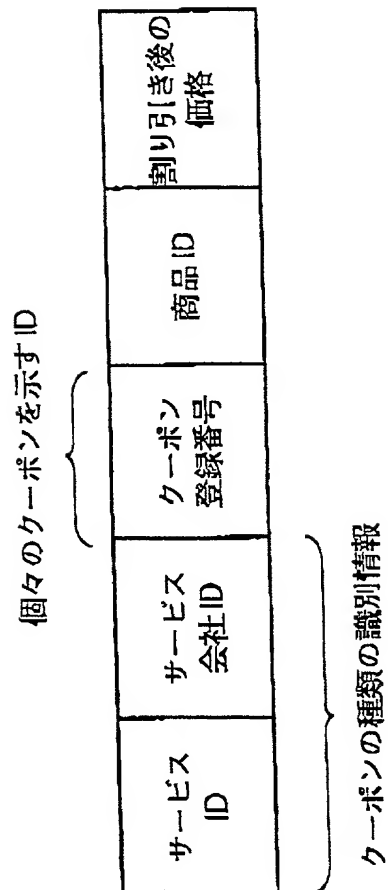 個々のクーポンを示すID
サービス
ID
サービス
会社ID
クーポン
登録番号
商品ID
割り引き後の
価格
クーポンの種類の識別情報